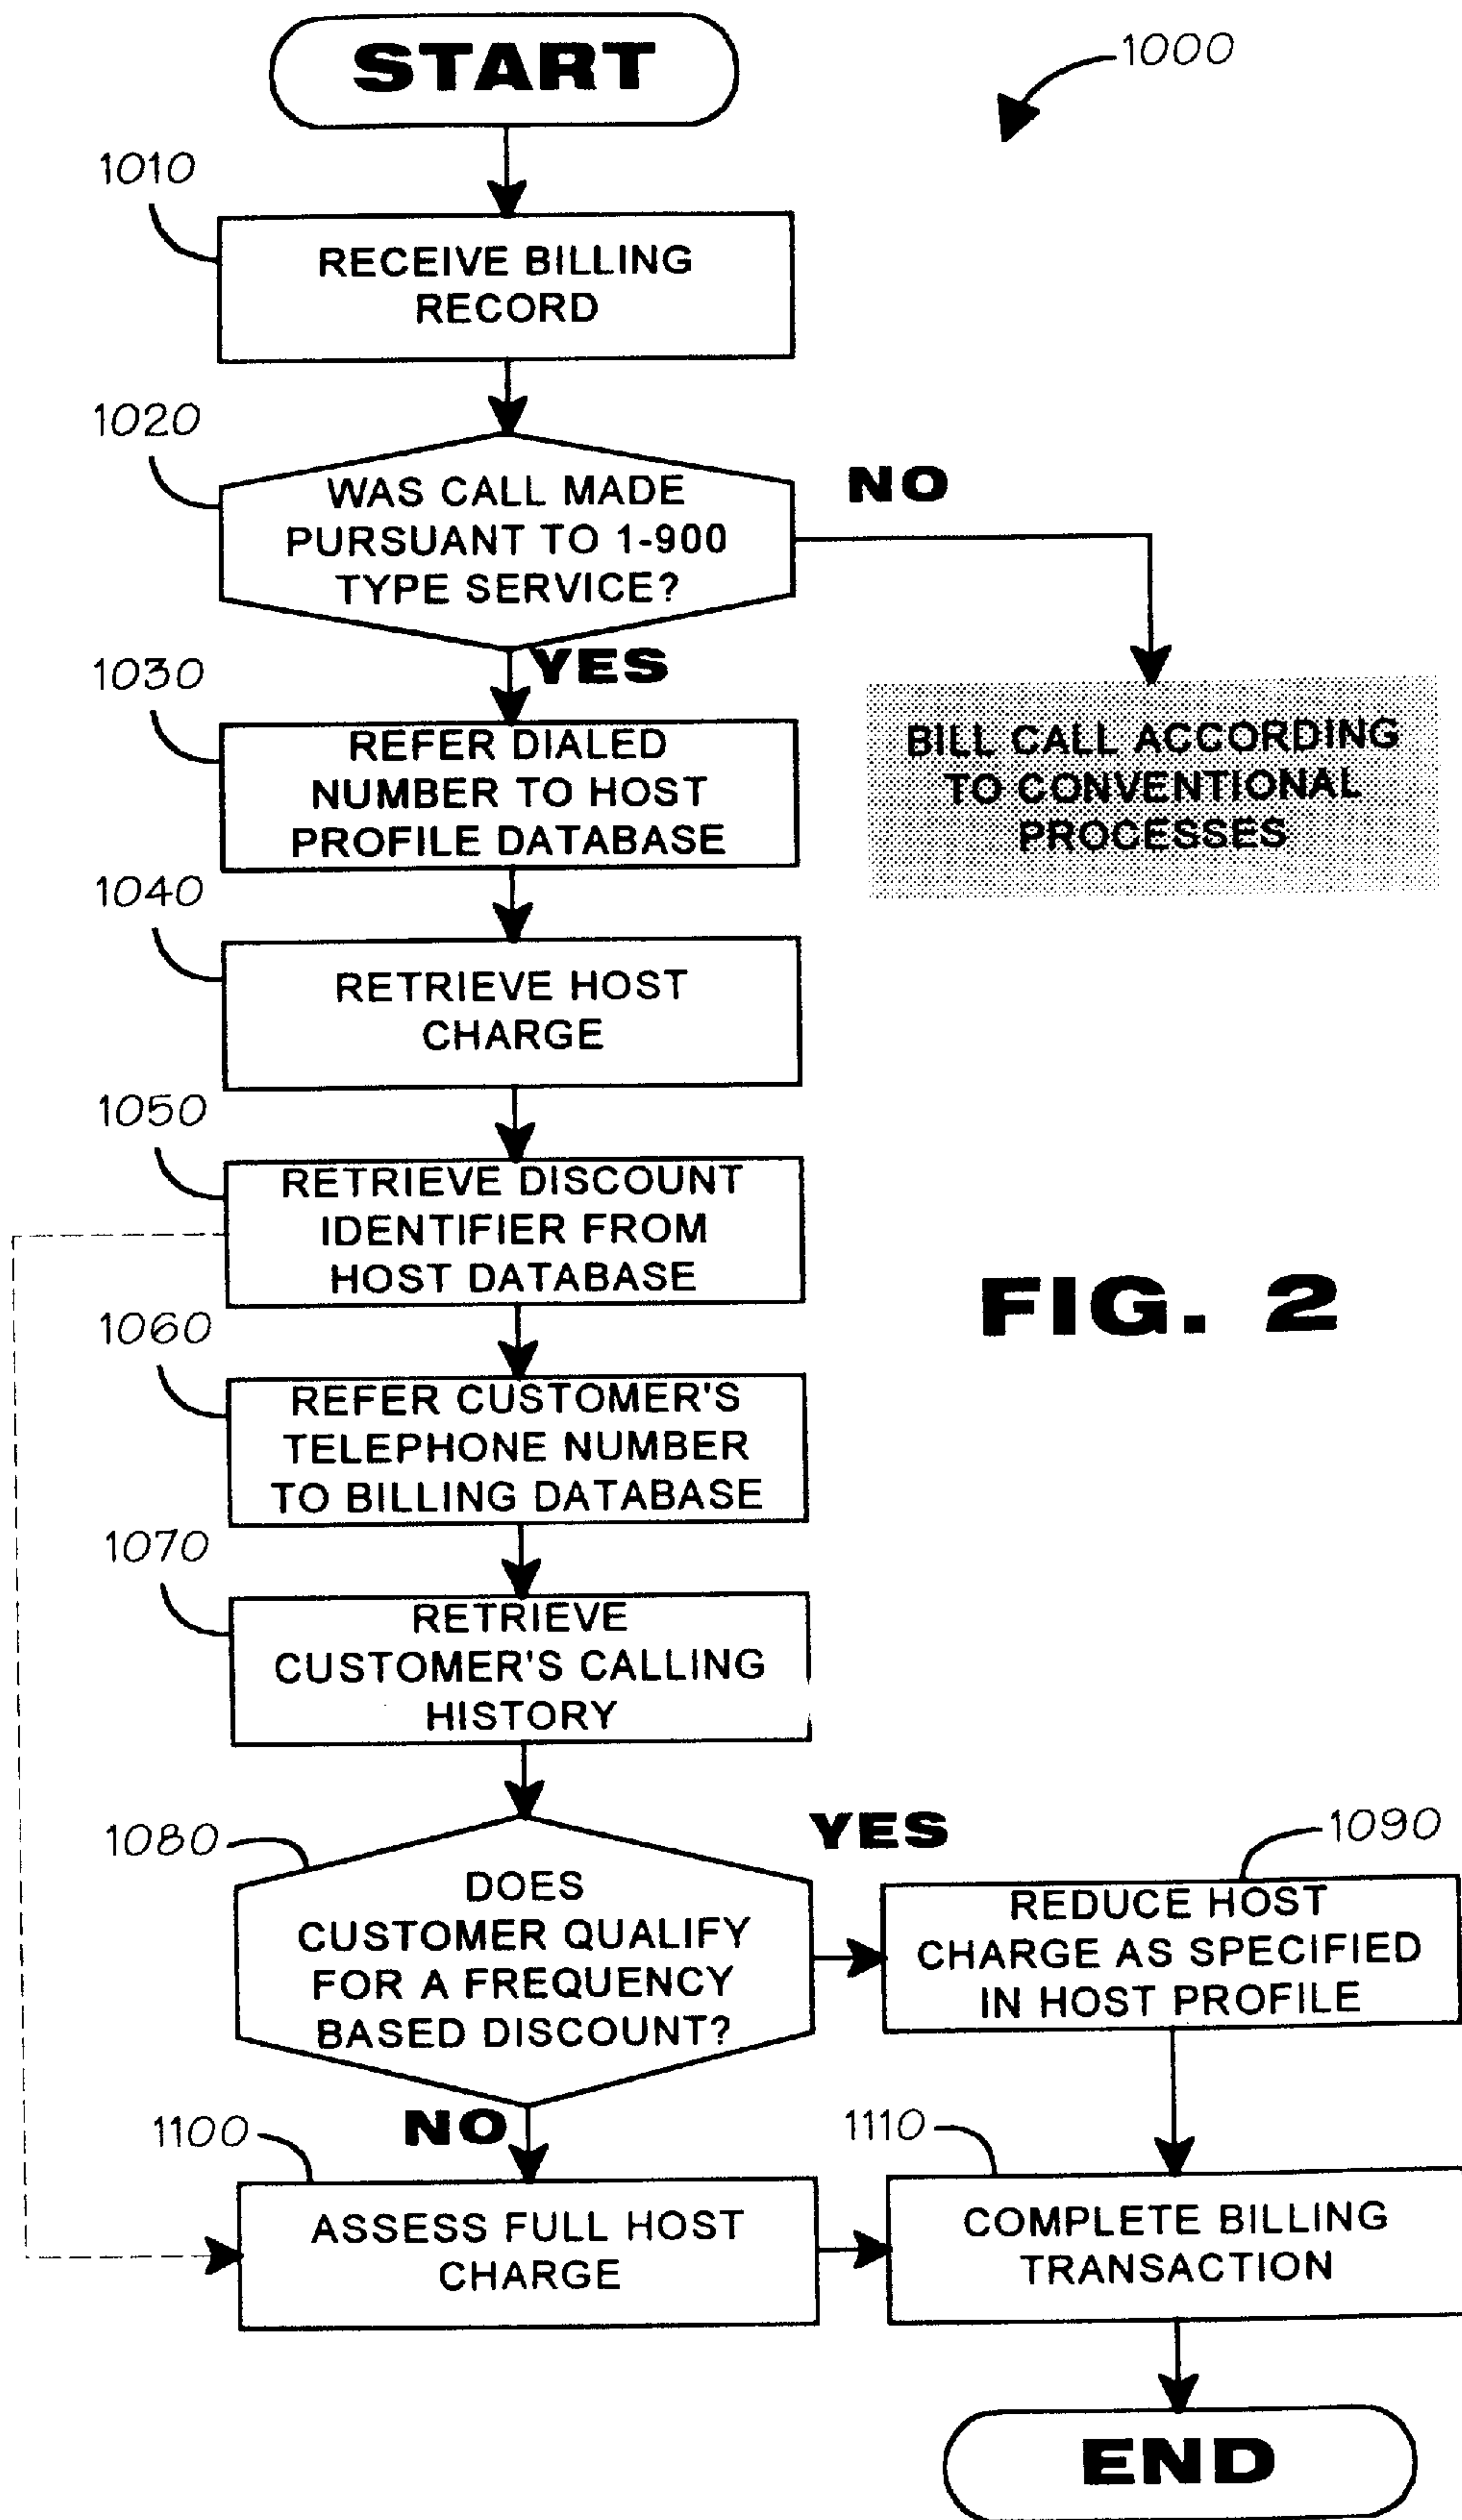 START
1000
1010
RECEIVE BILLING
RECORD
1020
WAS CALL MADE
PURSUANT TO 1-900
TYPE SERVICE?
NO
YES
1030
REFER DIALED
NUMBER TO HOST
PROFILE DATABASE
BILL CALL ACCORDING
TO CONVENTIONAL
PROCESSES
1040
RETRIEVE HOST
CHARGE
1050
RETRIEVE DISCOUNT
IDENTIFIER FROM
HOST DATABASE
FIG. 2
1060
REFER CUSTOMER'S
TELEPHONE NUMBER
TO BILLING DATABASE
1070
RETRIEVE
CUSTOMER'S CALLING
HISTORY
1080
DOES
CUSTOMER QUALIFY
FOR A FREQUENCY
BASED DISCOUNT?
YES
1090
REDUCE HOST
CHARGE AS SPECIFIED
IN HOST PROFILE
NO
1100
ASSESS FULL HOST
CHARGE
1110
COMPLETE BILLING
TRANSACTION
END